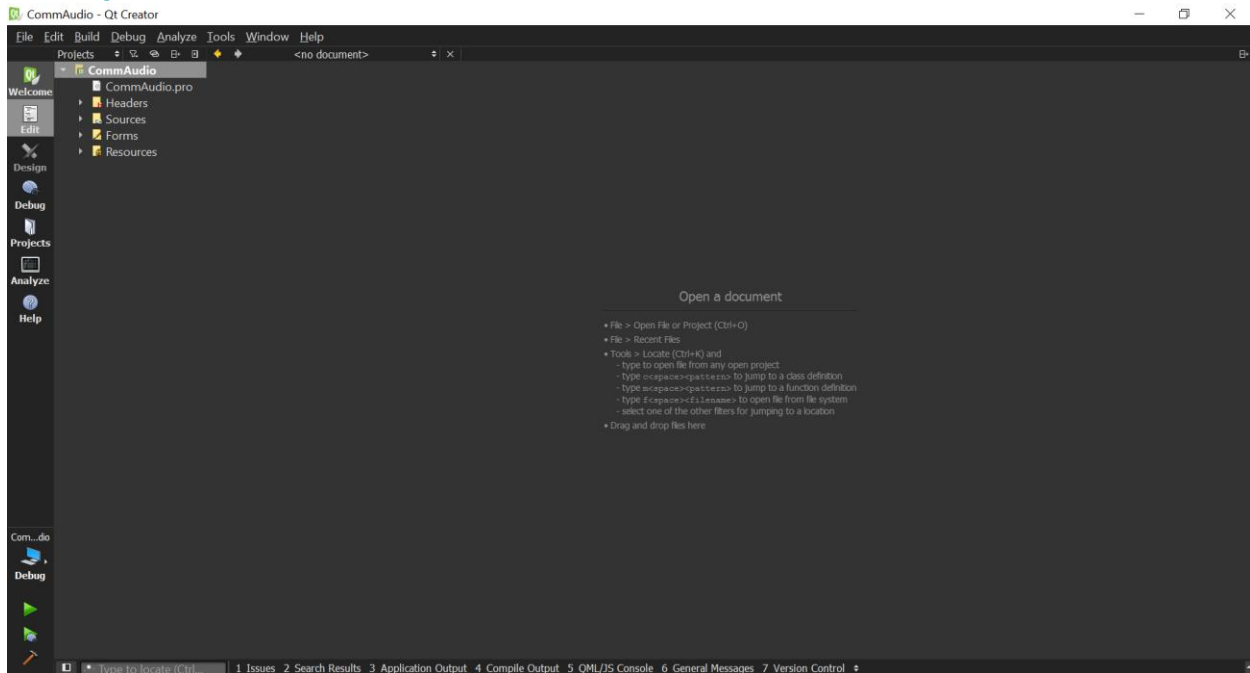 CommAudio - Qt Creator
File Edit Build Debug Analyze Tools Window Help
Projects <no document>
Welcome
Edit
Design
Debug
Projects
Analyze
Help
CommAudio
CommAudio.pro
Headers
Sources
Forms
Resources
Open a document
• File > Open File or Project (Ctrl+O)
• File > Recent Files
• Tools > Locate (Ctrl+K) and
- type to open file from any open project
- type c<space><pattern> to jump to a class definition
- type m<space><pattern> to jump to a function definition
- type f<space><filename> to open file from file system
- select one of the other filters for jumping to a location
• Drag and drop files here
Com...do
Debug
Type to locate (Ctrl 1 Issues 2 Search Results 3 Application Output 4 Compile Output 5 QML/JS Console 6 General Messages 7 Version Control